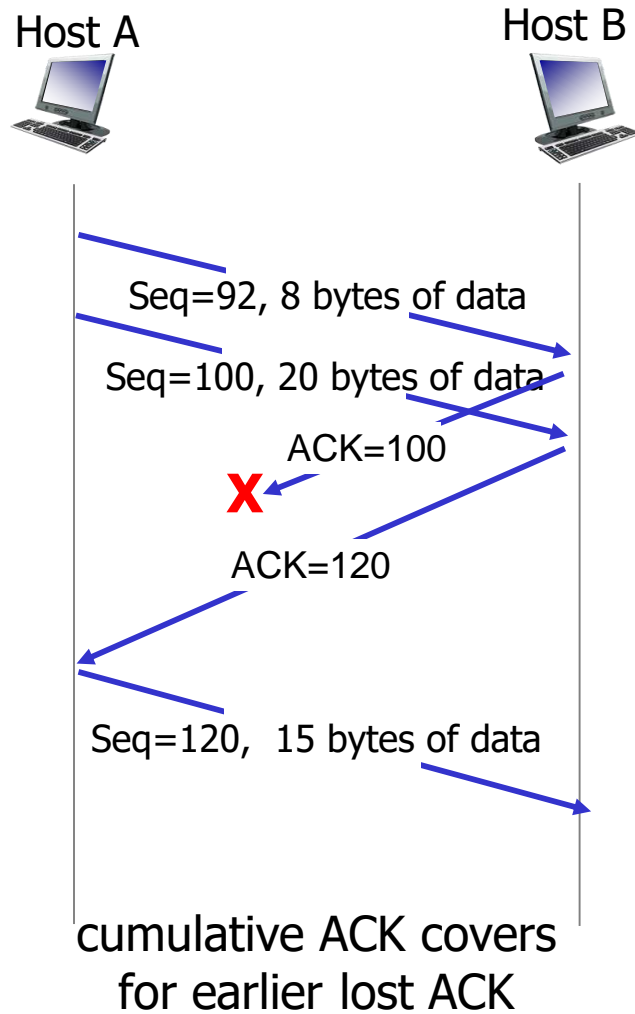 Host A
Host B
Seq=92, 8 bytes of data
Seq=100, 20 bytes of data
ACK=100
X
ACK=120
Seq=120, 15 bytes of data
cumulative ACK covers
for earlier lost ACK